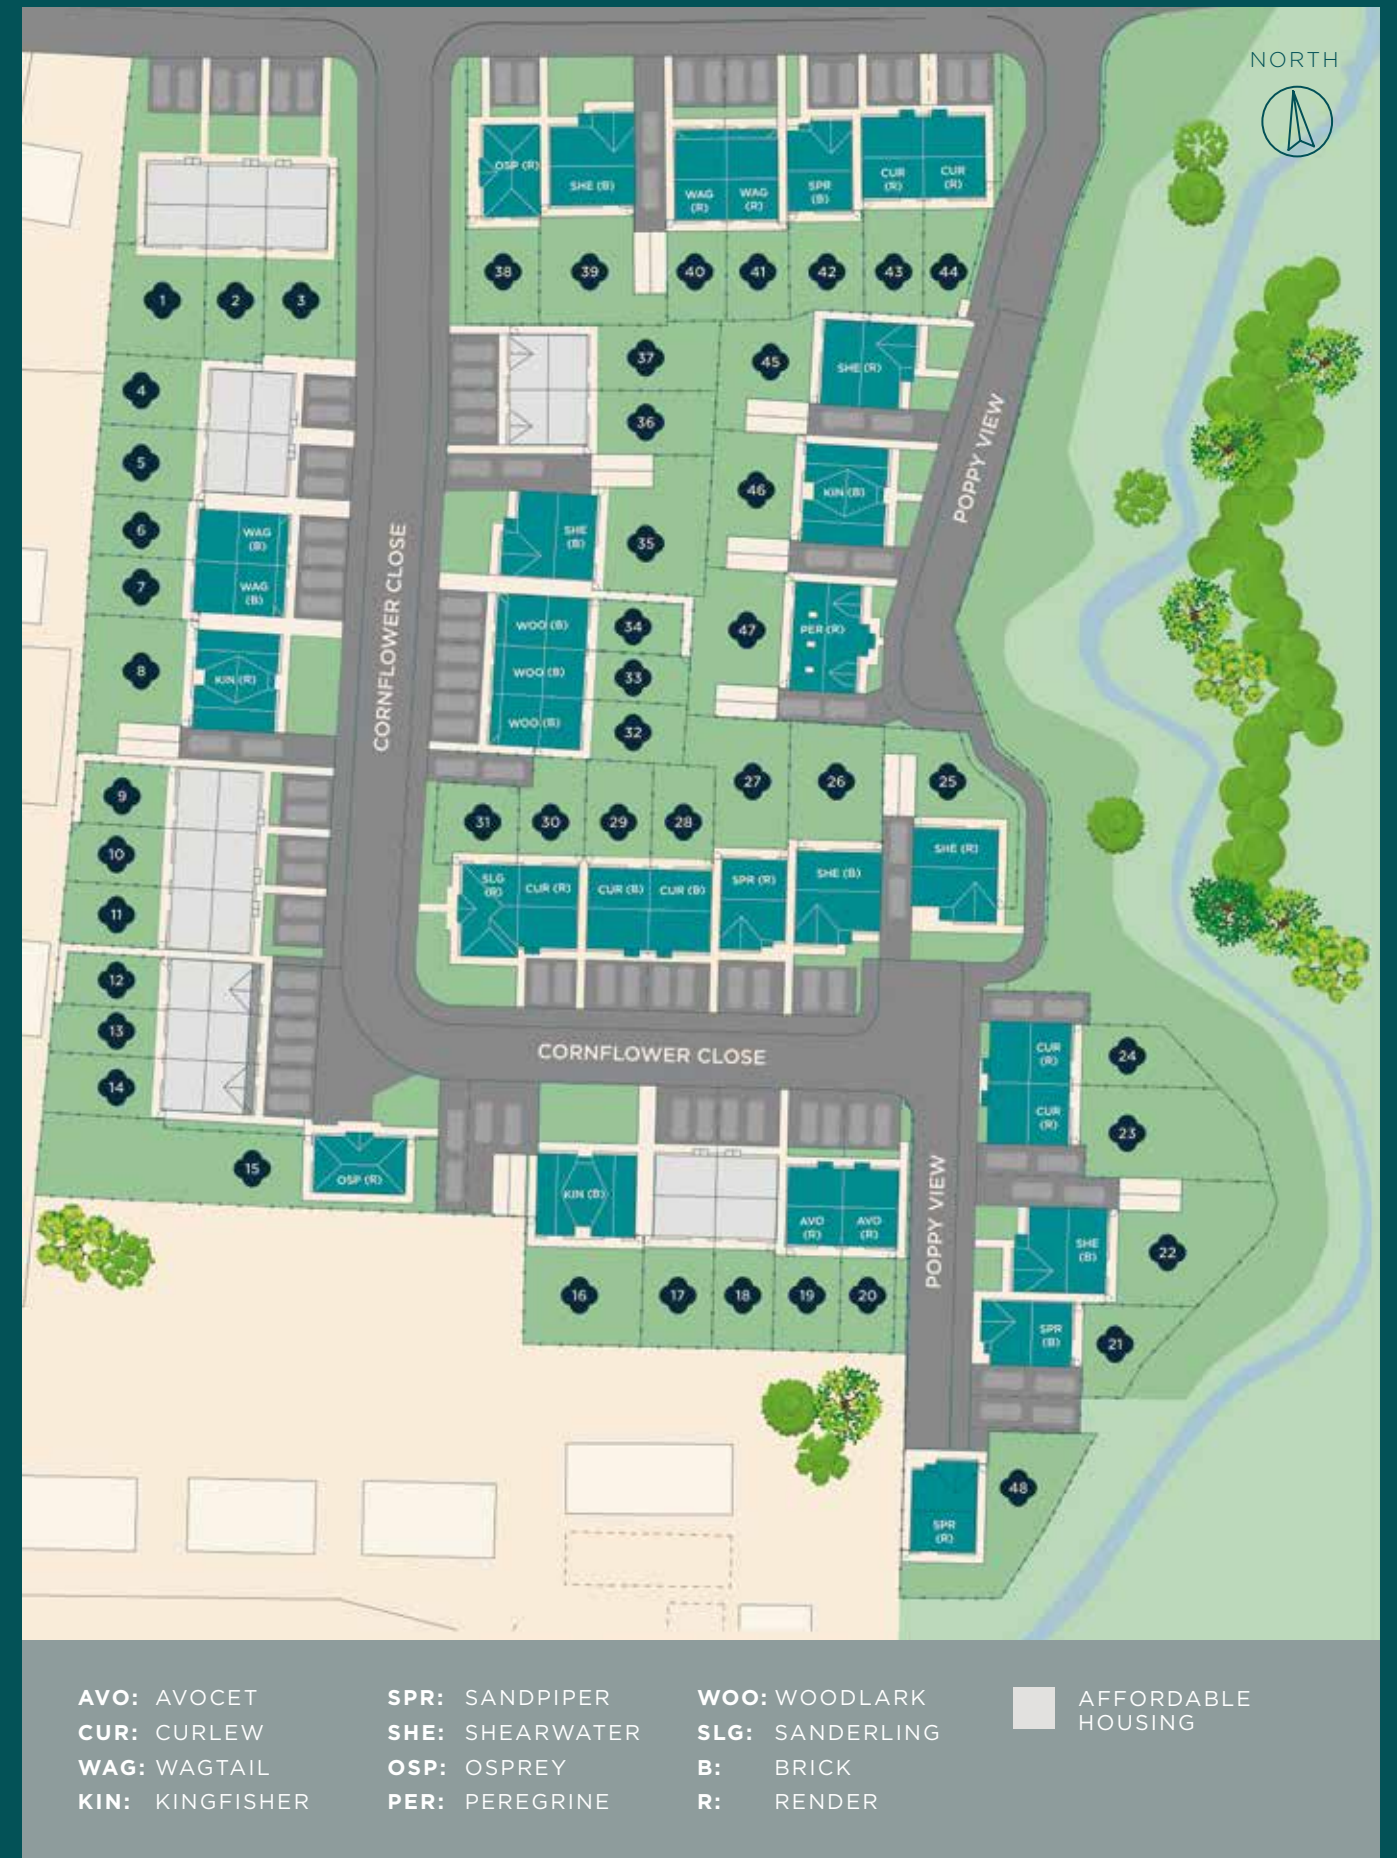 NORTH
OSP (R)
SHE (B)
WAG
(R)
WAG
(R)
SPR
(B)
CUR
(R)
CUR
(R)
38
39
40
41
42
43
44
1
2
3
4
5
6
7
8
WAG
(B)
WAG
(B)
KIN (R)
37
36
35
34
33
32
SHE
(B)
WOO (B)
WOO (B)
WOO (B)
45
46
47
SHE (R)
KIN (B)
PER (R)
POPPY VIEW
CORNFLOWER CLOSE
9
10
11
12
13
14
15
OSP (R)
31
30
29
28
27
26
25
SLG
(R)
CUR (R)
CUR (B)
CUR (B)
SPR (R)
SHE (B)
SHE (R)
CORNFLOWER CLOSE
CUR
(R)
CUR
(R)
24
23
KIN (B)
AVO
(R)
AVO
(R)
16
17
18
19
20
POPPY VIEW
SHE
(B)
22
SPR
(B)
21
48
SPR
(R)
AVO: AVOCET
CUR: CURLEW
WAG: WAGTAIL
KIN: KINGFISHER
SPR: SANDPIPER
SHE: SHEARWATER
OSP: OSPREY
PER: PEREGRINE
WOO: WOODLARK
SLG: SANDERLING
B: BRICK
R: RENDER
AFFORDABLE
HOUSING